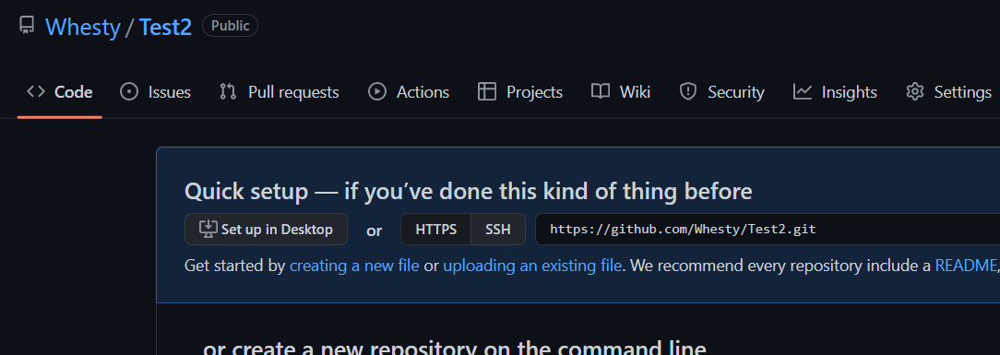 Whesty / Test2 Public
Code Issues Pull requests Actions Projects Wiki Security Insights Settings
Quick setup — if you’ve done this kind of thing before
Set up in Desktop or HTTPS SSH https://github.com/Whesty/Test2.git
Get started by creating a new file or uploading an existing file. We recommend every repository include a README,
...or create a new repository on the command line